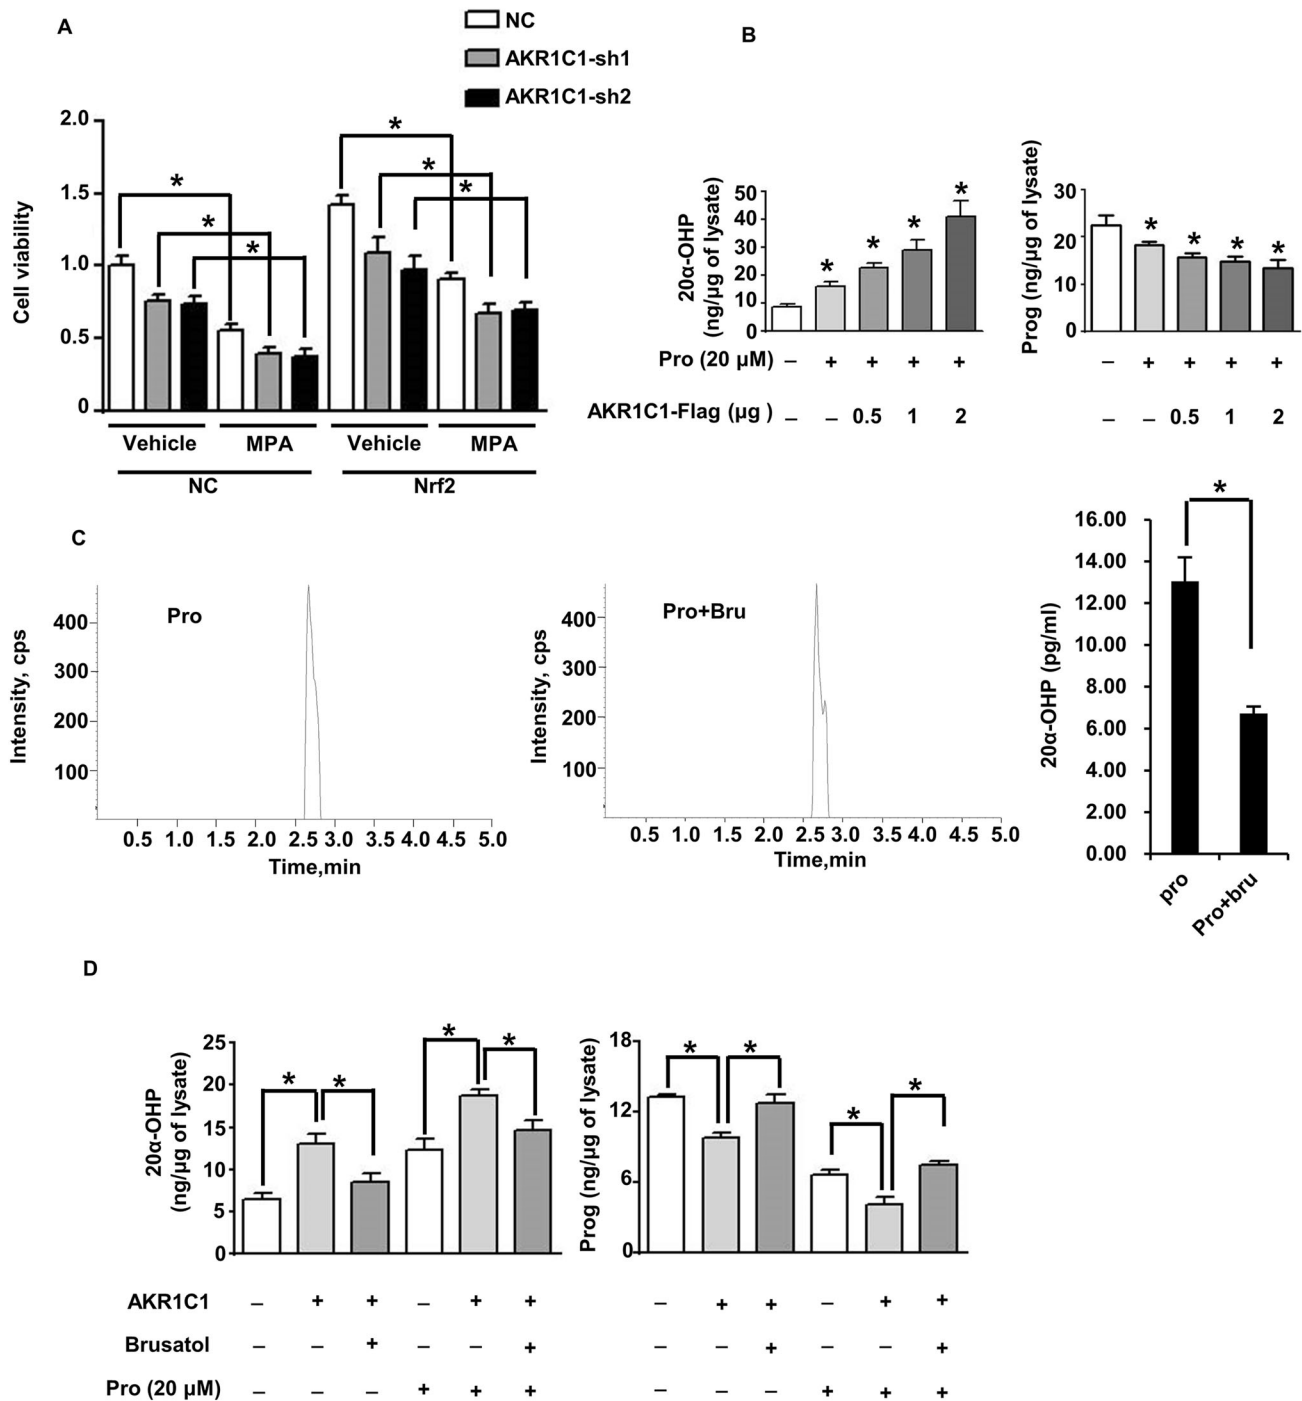 A
NC
AKR1C1-sh1
AKR1C1-sh2
Cell viability
2.0
1.5
1.0
0.5
0
* * * * * *
Vehicle MPA Vehicle MPA
NC Nrf2
B
20α-OHP
(ng/µg of lysate)
50
40
30
20
10
0
* * * *
Pro (20 µM) – + + + +
AKR1C1-Flag (µg ) – – 0.5 1 2
Prog (ng/µg of lysate)
30
20
10
0
* * * *
– + + + +
– – 0.5 1 2
C
Intensity, cps
400
300
200
100
Pro
0.5 1.0 1.5 2.0 2.5 3.0 3.5 4.0 4.5 5.0
Time,min
Intensity, cps
400
300
200
100
Pro+Bru
0.5 1.0 1.5 2.0 2.5 3.0 3.5 4.0 4.5 5.0
Time,min
20α-OHP (pg/ml)
16.00
14.00
12.00
10.00
8.00
6.00
4.00
2.00
0.00
*
pro
Pro+bru
D
20α-OHP
(ng/µg of lysate)
25
20
15
10
5
0
* * * *
Prog (ng/µg of lysate)
18
12
6
0
* * * *
AKR1C1 – + + – + + – + + – + +
Brusatol – – + – – + – – + – – +
Pro (20 µM) – – – + + + – – – + + +